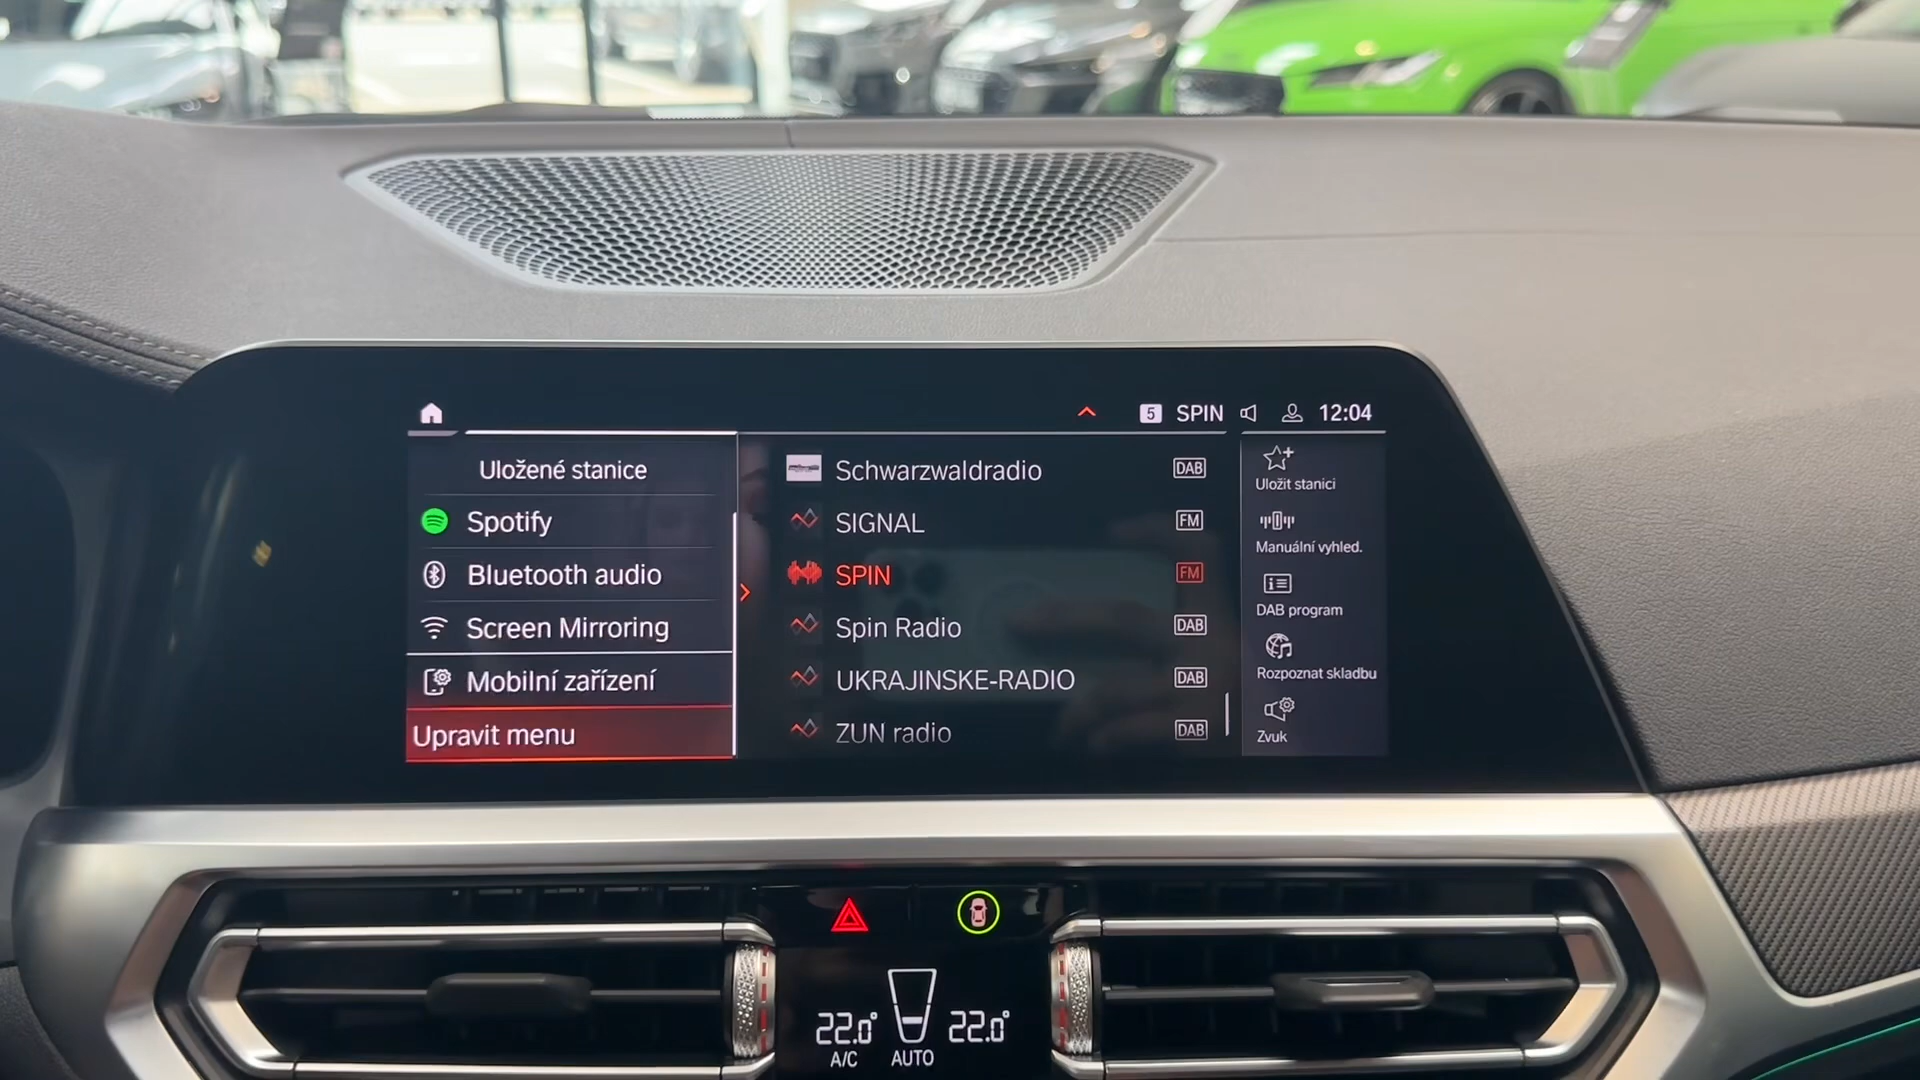 5 SPIN 12:04
Uložené stanice
Spotify
Bluetooth audio
Screen Mirroring
Mobilní zařízení
Upravit menu
Schwarzwaldradio DAB
SIGNAL FM
SPIN FM
Spin Radio DAB
UKRAJINSKE-RADIO DAB
ZUN radio DAB
Uložit stanici
Manuální vyhled.
DAB program
Rozpoznat skladbu
Zvuk
22.0° 22.0°
A/C AUTO